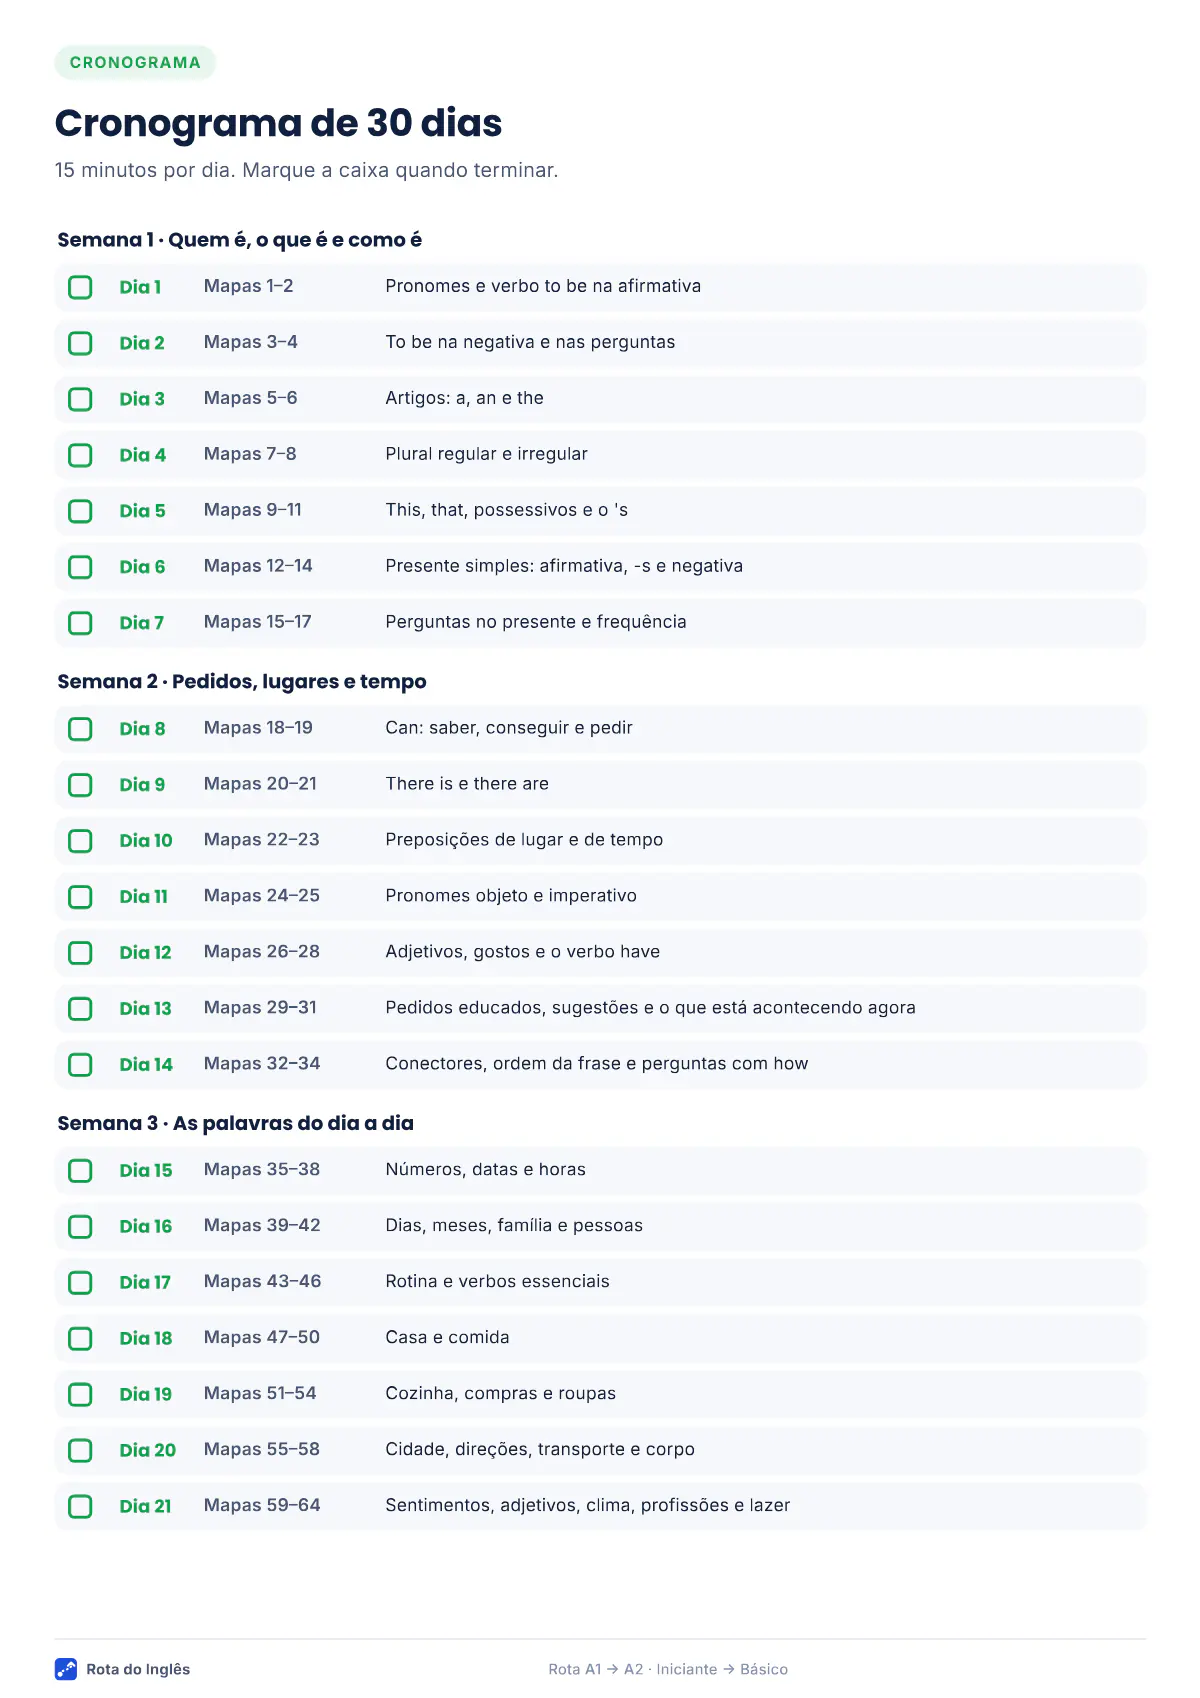 CRONOGRAMA
Cronograma de 30 dias
15 minutos por dia. Marque a caixa quando terminar.
Semana 1 · Quem é, o que é e como é
Dia 1 Mapas 1–2 Pronomes e verbo to be na afirmativa
Dia 2 Mapas 3–4 To be na negativa e nas perguntas
Dia 3 Mapas 5–6 Artigos: a, an e the
Dia 4 Mapas 7–8 Plural regular e irregular
Dia 5 Mapas 9–11 This, that, possessivos e o 's
Dia 6 Mapas 12–14 Presente simples: afirmativa, -s e negativa
Dia 7 Mapas 15–17 Perguntas no presente e frequência
Semana 2 · Pedidos, lugares e tempo
Dia 8 Mapas 18–19 Can: saber, conseguir e pedir
Dia 9 Mapas 20–21 There is e there are
Dia 10 Mapas 22–23 Preposições de lugar e de tempo
Dia 11 Mapas 24–25 Pronomes objeto e imperativo
Dia 12 Mapas 26–28 Adjetivos, gostos e o verbo have
Dia 13 Mapas 29–31 Pedidos educados, sugestões e o que está acontecendo agora
Dia 14 Mapas 32–34 Conectores, ordem da frase e perguntas com how
Semana 3 · As palavras do dia a dia
Dia 15 Mapas 35–38 Números, datas e horas
Dia 16 Mapas 39–42 Dias, meses, família e pessoas
Dia 17 Mapas 43–46 Rotina e verbos essenciais
Dia 18 Mapas 47–50 Casa e comida
Dia 19 Mapas 51–54 Cozinha, compras e roupas
Dia 20 Mapas 55–58 Cidade, direções, transporte e corpo
Dia 21 Mapas 59–64 Sentimentos, adjetivos, clima, profissões e lazer
Rota do Inglês Rota A1 → A2 · Iniciante → Básico